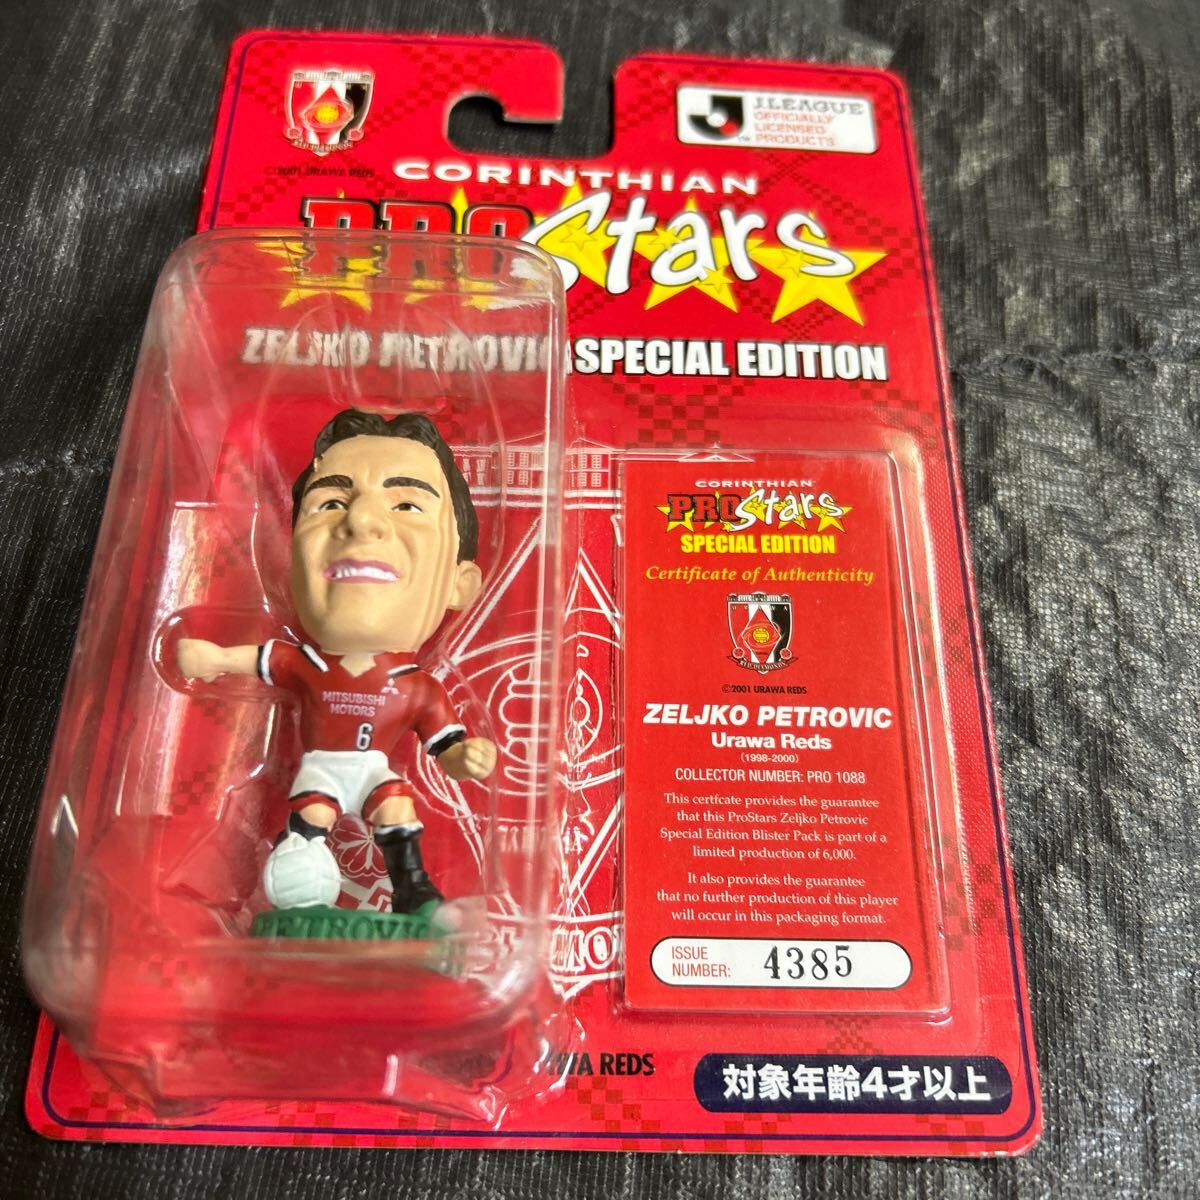 ©2001 URAWA REDS
J.LEAGUE
OFFICIALLY
LICENSED
PRODUCTS
CORINTHIAN
PRO Stars
ZELJKO PETROVIC SPECIAL EDITION
MITSUBISHI
MOTORS
6
PETROVIC
CORINTHIAN
PRO Stars
SPECIAL EDITION
Certificate of Authenticity
URAWA
RED DIAMONDS
©2001 URAWA REDS
ZELJKO PETROVIC
Urawa Reds
(1998-2000)
COLLECTOR NUMBER: PRO 1088
This certfcate provides the guarantee
that this ProStars Zeljko Petrovic
Special Edition Blister Pack is part of a
limited production of 6,000.
It also provides the guarantee
that no further production of this player
will occur in this packaging format.
ISSUE
NUMBER: 4385
REDS
対象年齢4才以上